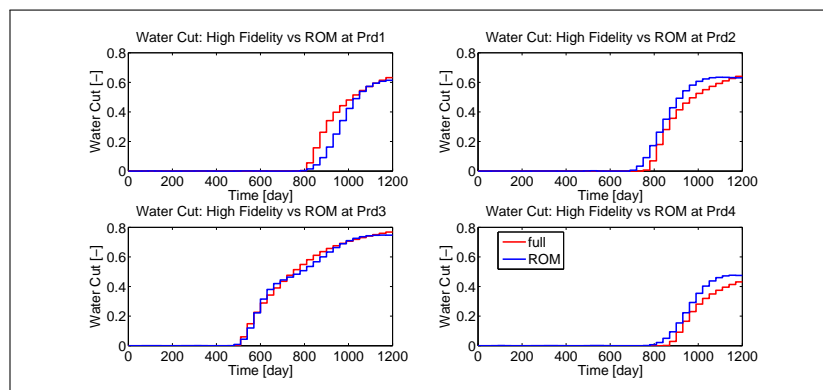 Water Cut: High Fidelity vs ROM at Prd1
Water Cut [–]
0.8
0.6
0.4
0.2
0
0 200 400 600 800 1000 1200
Time [day]
Water Cut: High Fidelity vs ROM at Prd2
Water Cut [–]
0.8
0.6
0.4
0.2
0
0 200 400 600 800 1000 1200
Time [day]
Water Cut: High Fidelity vs ROM at Prd3
Water Cut [–]
0.8
0.6
0.4
0.2
0
0 200 400 600 800 1000 1200
Time [day]
Water Cut: High Fidelity vs ROM at Prd4
Water Cut [–]
0.8
0.6
0.4
0.2
0
full
ROM
0 200 400 600 800 1000 1200
Time [day]